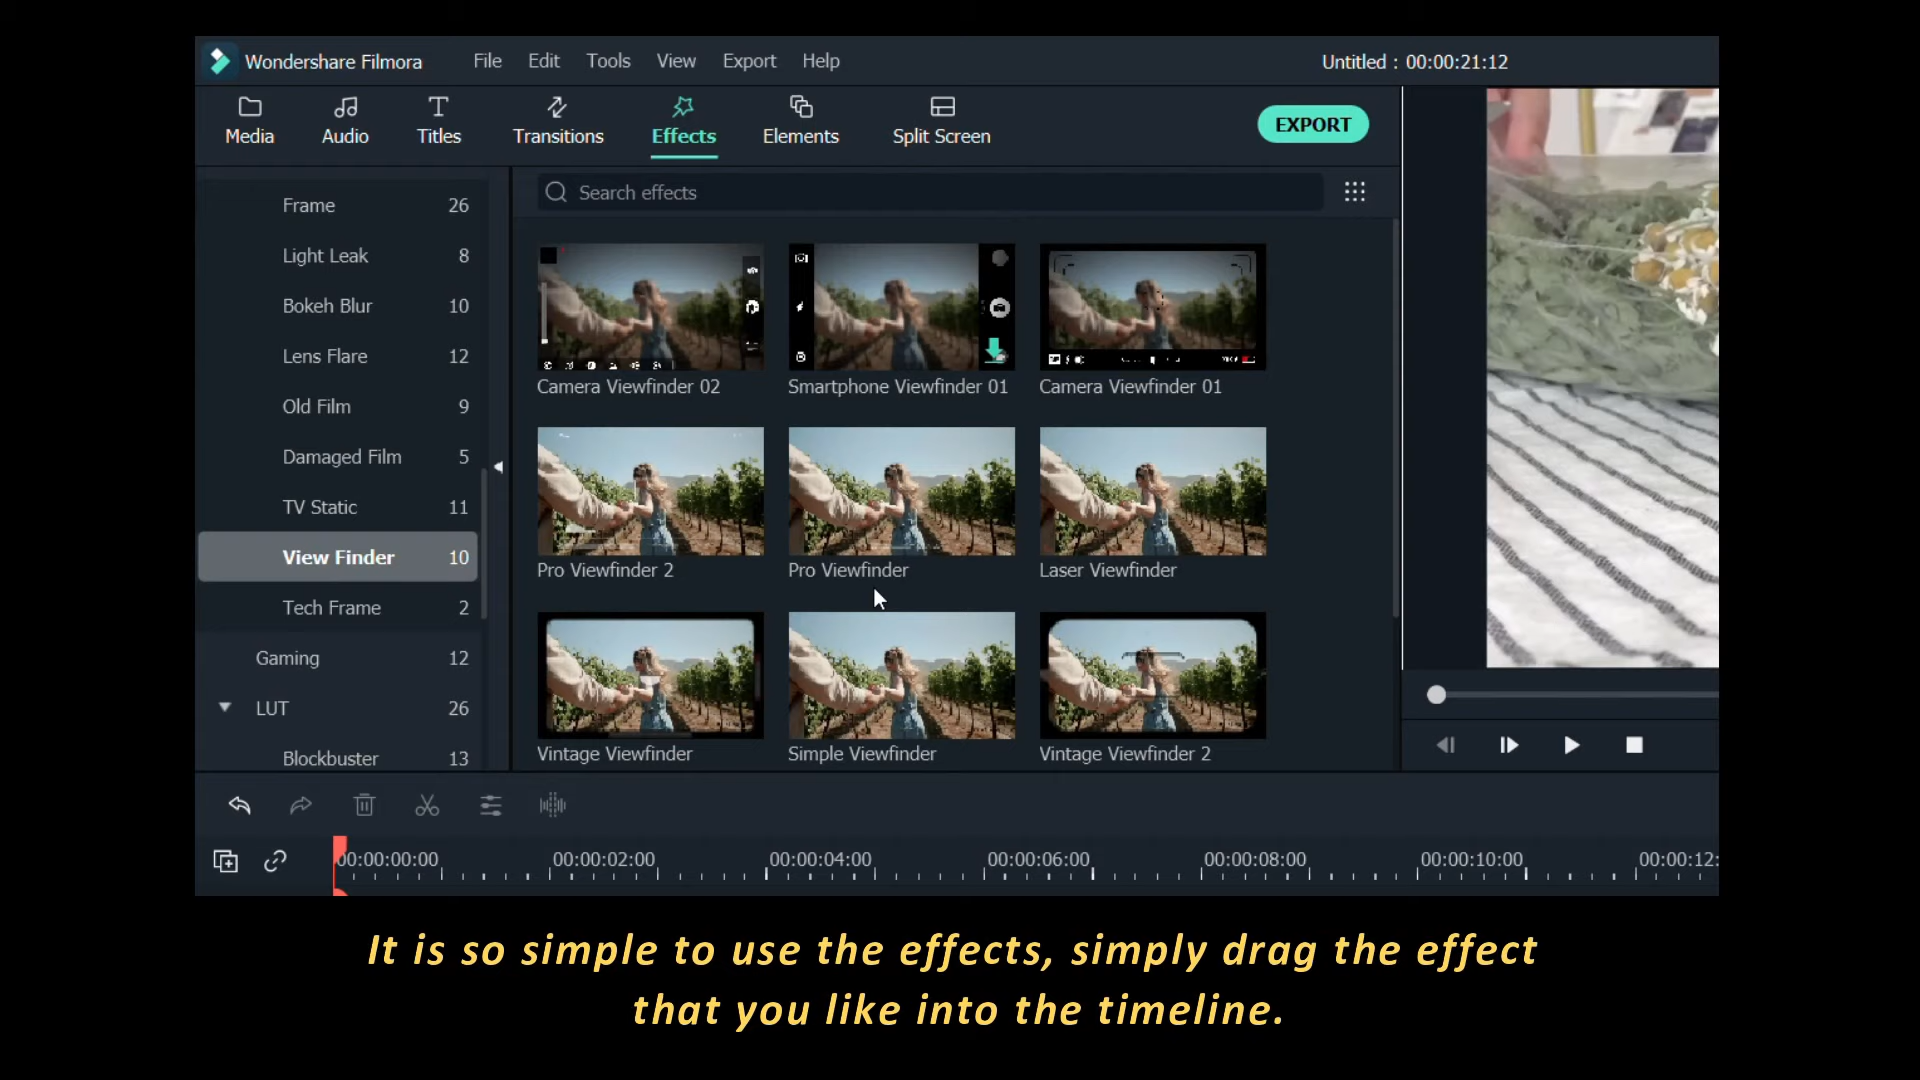 Wondershare Filmora File Edit Tools View Export Help Untitled : 00:00:21:12
Media Audio Titles Transitions Effects Elements Split Screen EXPORT
Search effects
Frame 26
Light Leak 8
Bokeh Blur 10
Lens Flare 12
Old Film 9
Damaged Film 5
TV Static 11
View Finder 10
Tech Frame 2
Gaming 12
LUT 26
Blockbuster 13
Camera Viewfinder 02 Smartphone Viewfinder 01 Camera Viewfinder 01
Pro Viewfinder 2 Pro Viewfinder Laser Viewfinder
Vintage Viewfinder Simple Viewfinder Vintage Viewfinder 2
00:00:00:00 00:00:02:00 00:00:04:00 00:00:06:00 00:00:08:00 00:00:10:00 00:00:12:
It is so simple to use the effects, simply drag the effect
that you like into the timeline.